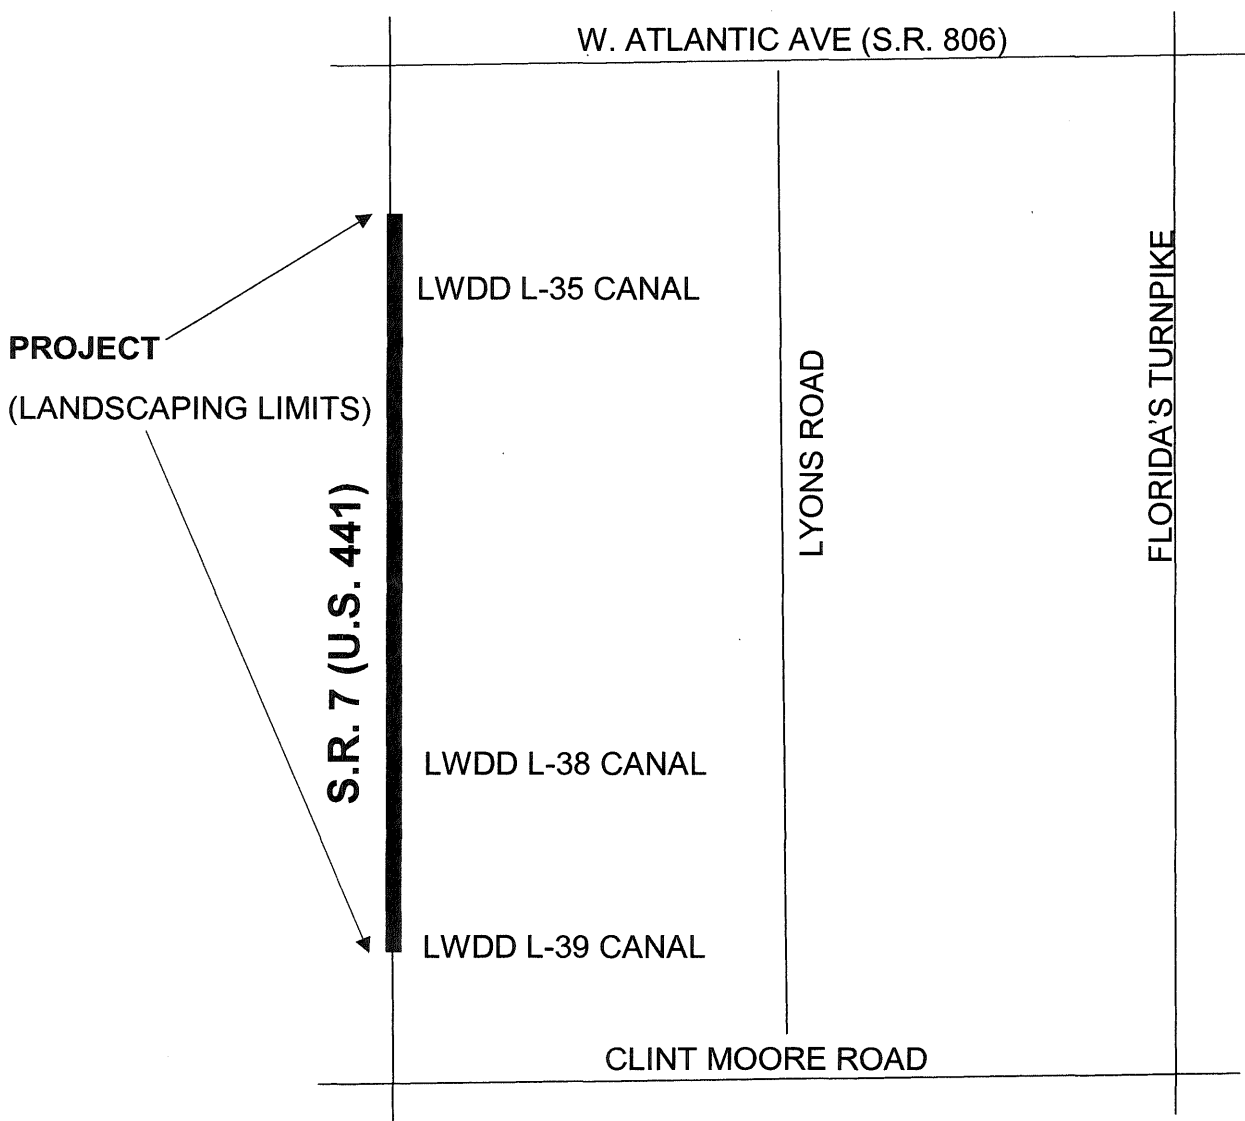 W. ATLANTIC AVE (S.R. 806)
LWDD L-35 CANAL
PROJECT
(LANDSCAPING LIMITS)
S.R. 7 (U.S. 441)
LYONS ROAD
FLORIDA'S TURNPIKE
LWDD L-38 CANAL
LWDD L-39 CANAL
CLINT MOORE ROAD